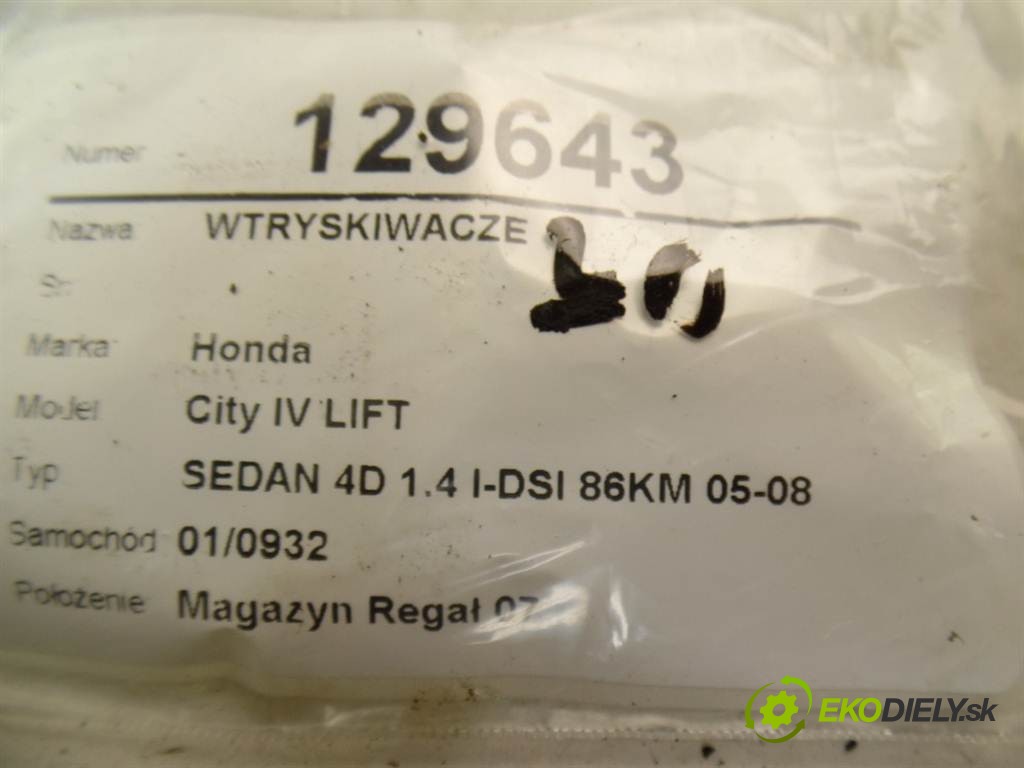 Numer 129643
Nazwa WTRYSKIWACZE
Marka Honda
Model City IV LIFT
Typ SEDAN 4D 1.4 I-DSI 86KM 05-08
Samochód 01/0932
Położenie Magazyn Regał 07
EKODIELY.sk